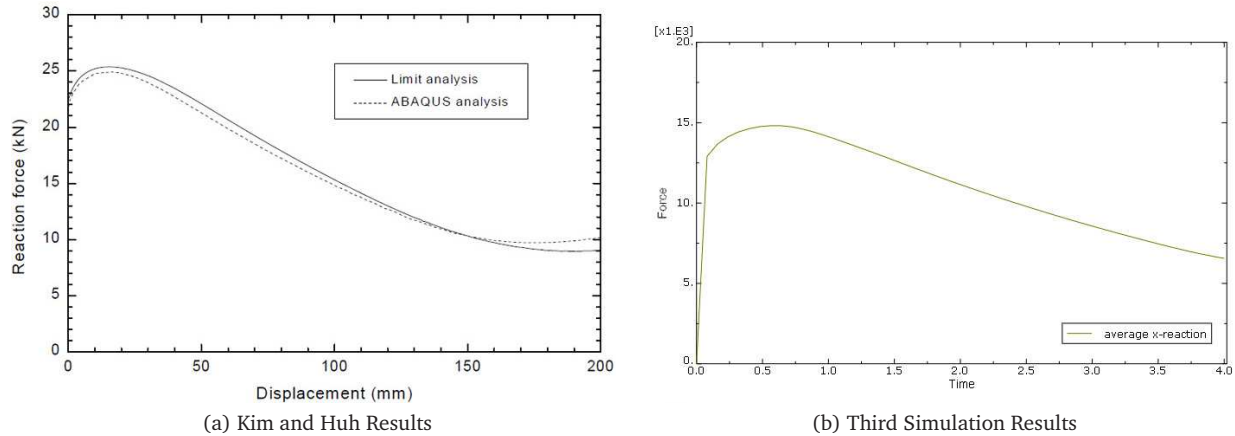 30
25
20
15
10
5
0
Reaction force (kN)
Limit analysis
ABAQUS analysis
0
50
100
150
200
Displacement (mm)
(a) Kim and Huh Results
[x1.E3]
20.
15.
10.
5.
0.
Force
average x-reaction
0.0
0.5
1.0
1.5
2.0
2.5
3.0
3.5
4.0
Time
(b) Third Simulation Results